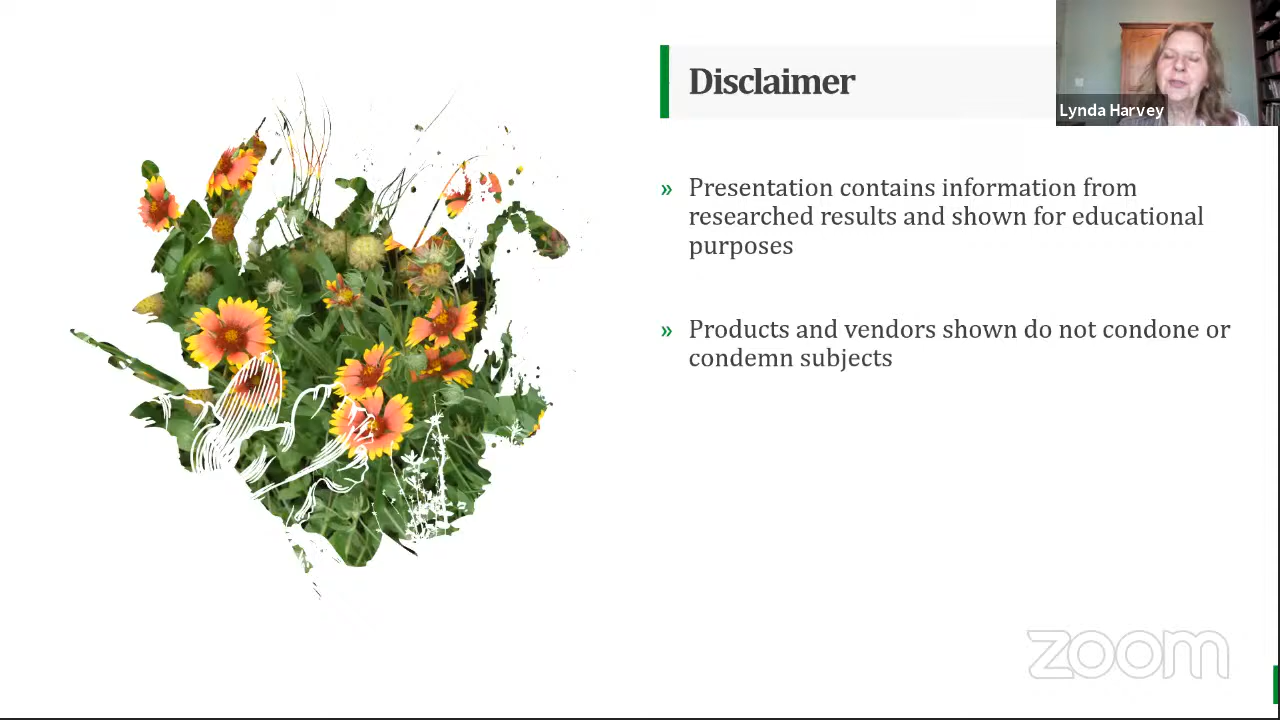 Disclaimer
Lynda Harvey
» Presentation contains information from
researched results and shown for educational
purposes
» Products and vendors shown do not condone or
condemn subjects
zoom